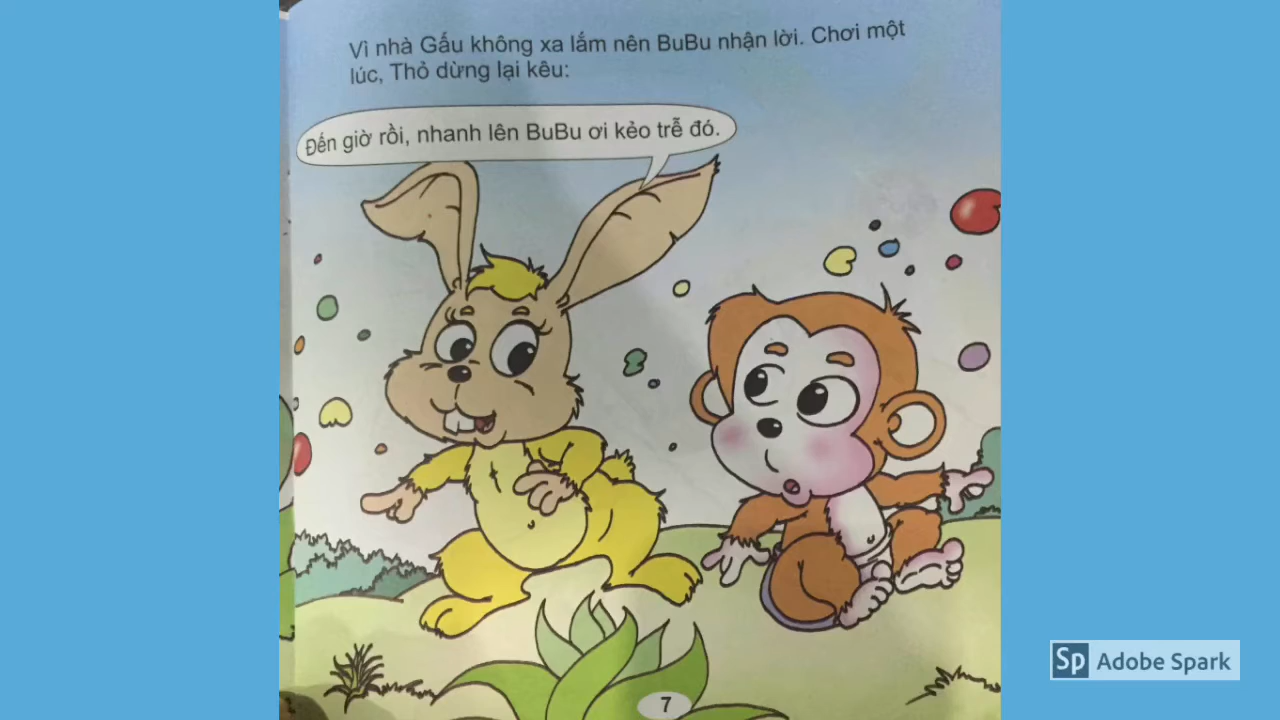 Vì nhà Gấu không xa lắm nên BuBu nhận lời. Chơi một
lúc, Thỏ dừng lại kêu:
Đến giờ rồi, nhanh lên BuBu ơi kẻo trễ đó.
7
Sp Adobe Spark